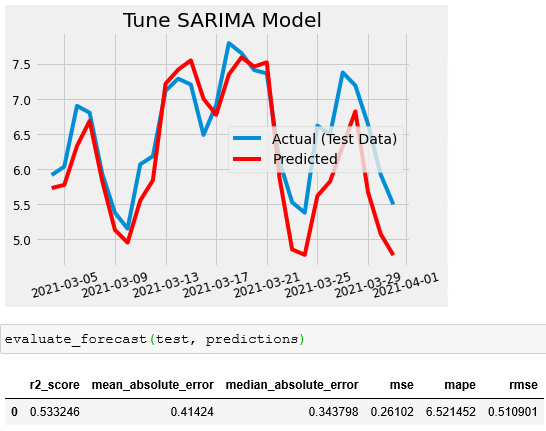 Tune SARIMA Model
7.5
7.0
6.5
6.0
5.5
5.0
Actual (Test Data)
Predicted
2021-03-05 2021-03-09 2021-03-13 2021-03-17 2021-03-21 2021-03-25 2021-03-29 2021-04-01
evaluate_forecast(test, predictions)
r2_score mean_absolute_error median_absolute_error mse mape rmse
0 0.533246 0.41424 0.343798 0.26102 6.521452 0.510901